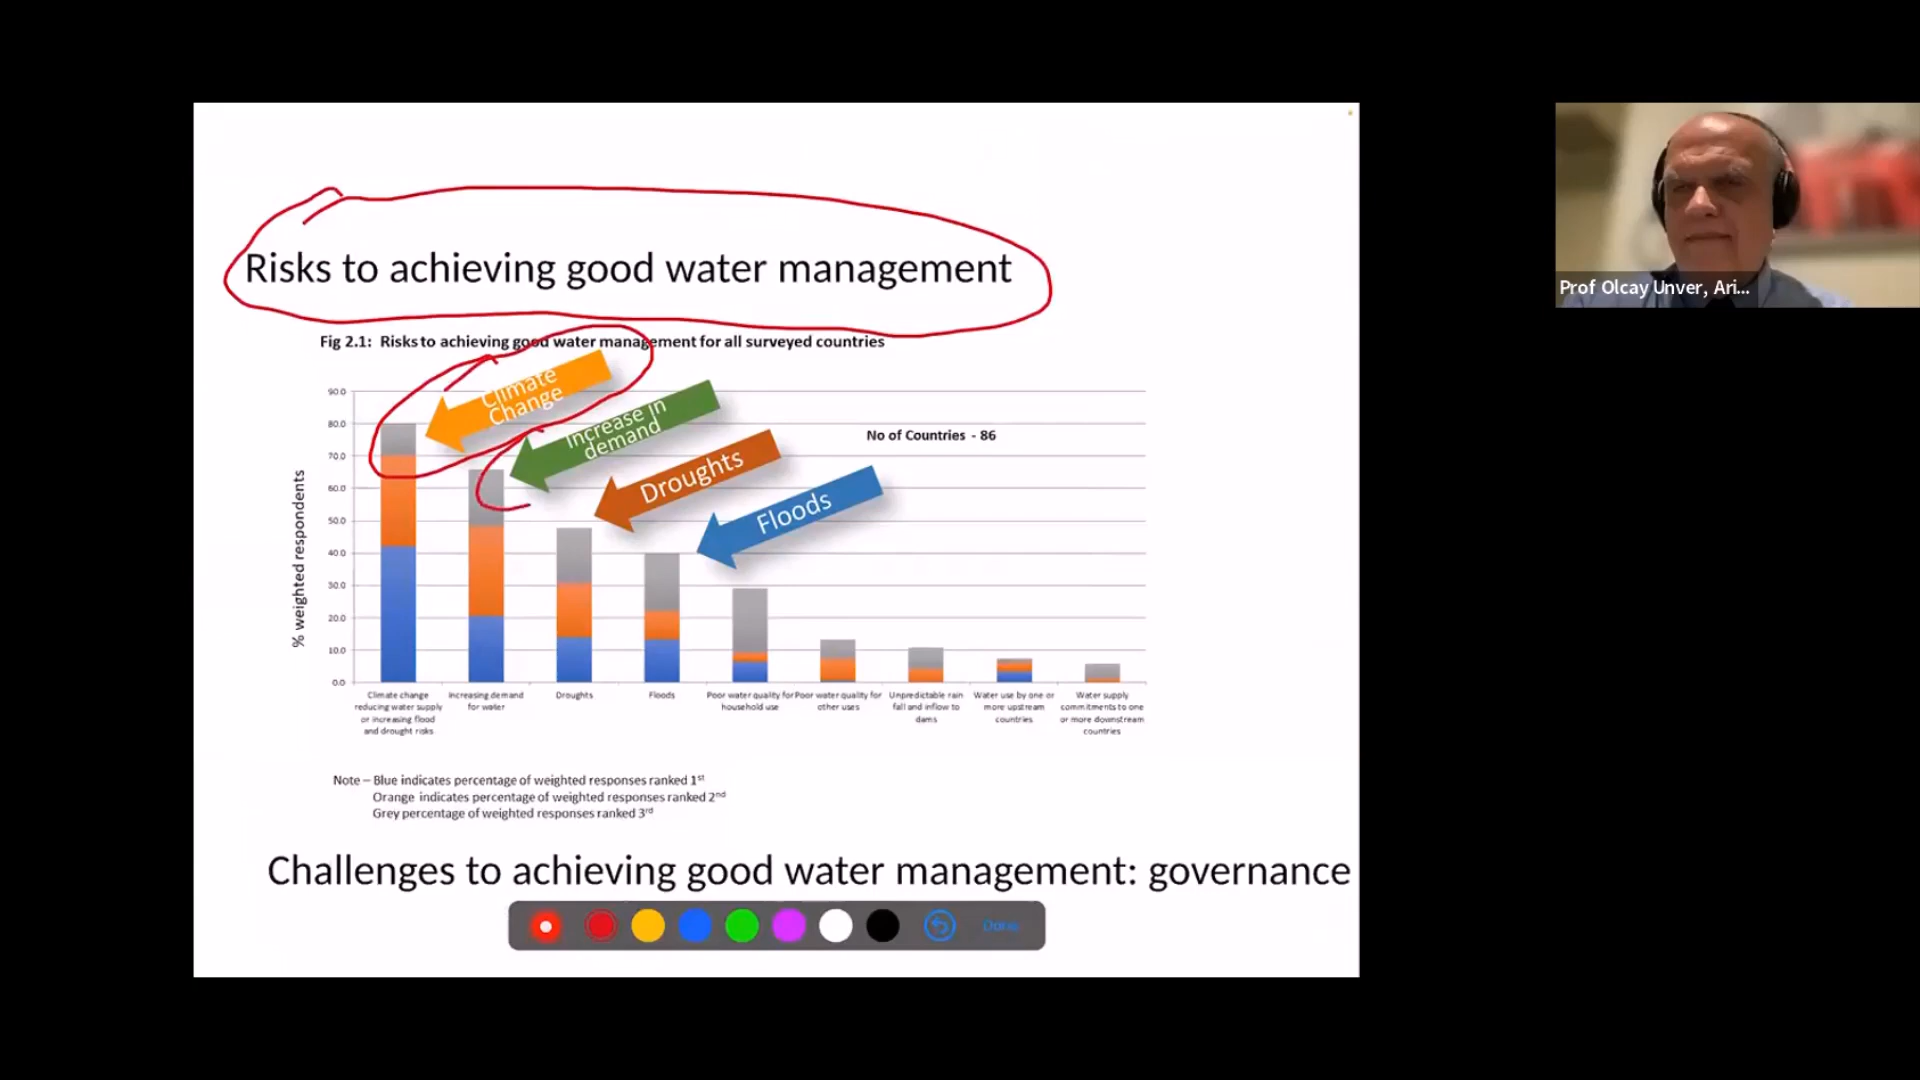 Risks to achieving good water management
Fig 2.1: Risks to achieving good water management for all surveyed countries
Climate
Change
Increase in
demand
Droughts
Floods
No of Countries - 86
% weighted respondents
90.0
80.0
70.0
60.0
50.0
40.0
30.0
20.0
10.0
0.0
Climate change
reducing water supply
or increasing flood
and drought risks
Increasing demand
for water
Droughts
Floods
Poor water quality for
household use
Poor water quality for
other uses
Unpredictable rain
fall and inflow to
dams
Water use by one or
more upstream
countries
Water supply
commitments to one
or more downstream
countries
Note – Blue indicates percentage of weighted responses ranked 1st
Orange indicates percentage of weighted responses ranked 2nd
Grey percentage of weighted responses ranked 3rd
Challenges to achieving good water management: governance
Done
Prof Olcay Unver, Ari...